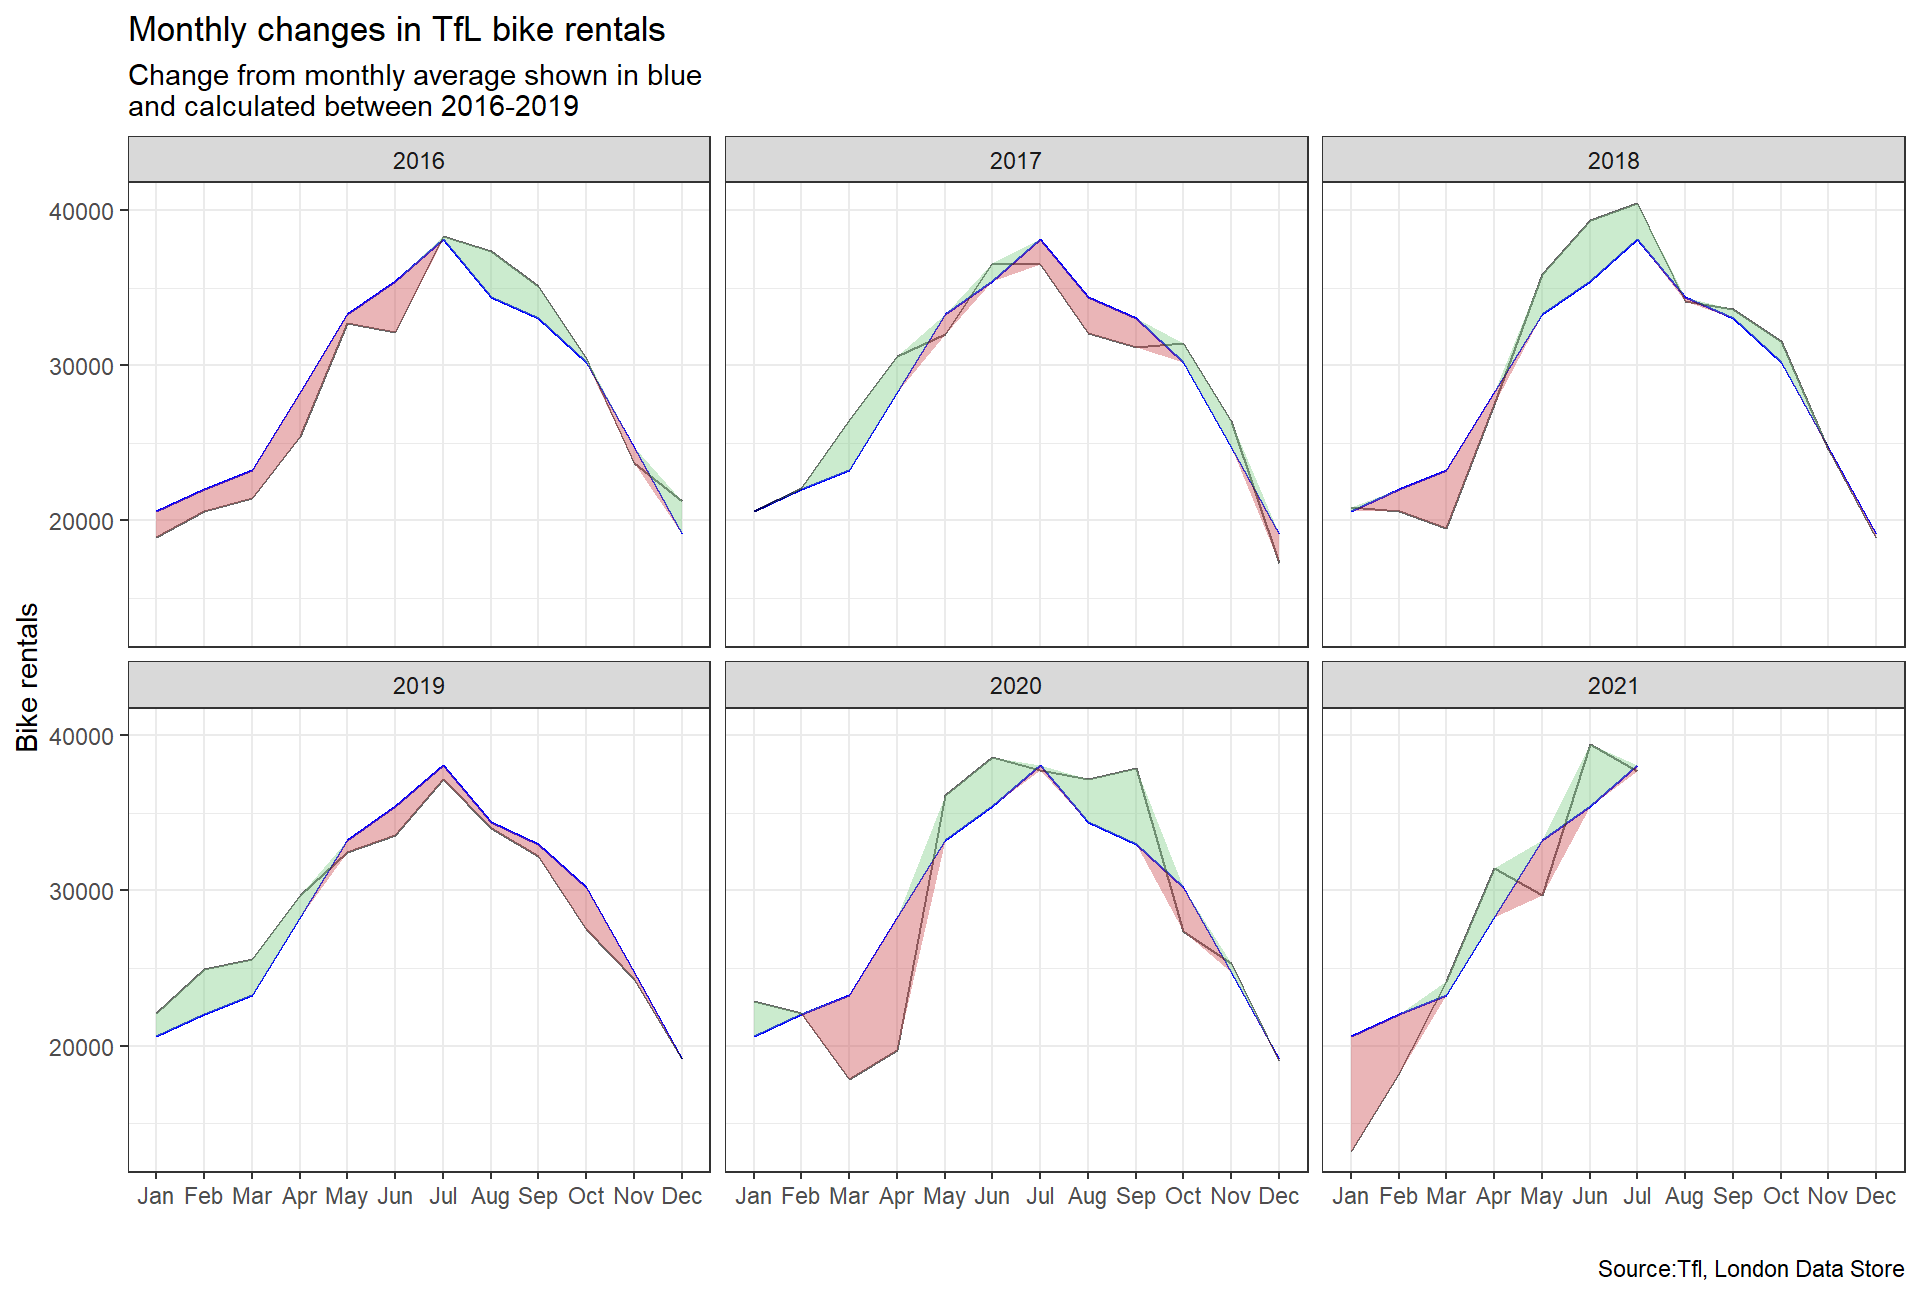 Monthly changes in TfL bike rentals
Change from monthly average shown in blue
and calculated between 2016-2019
2016
2017
2018
40000
30000
20000
Bike rentals
2019
2020
2021
40000
30000
20000
Jan Feb Mar Apr May Jun Jul Aug Sep Oct Nov Dec
Jan Feb Mar Apr May Jun Jul Aug Sep Oct Nov Dec
Jan Feb Mar Apr May Jun Jul Aug Sep Oct Nov Dec
Source:Tfl, London Data Store